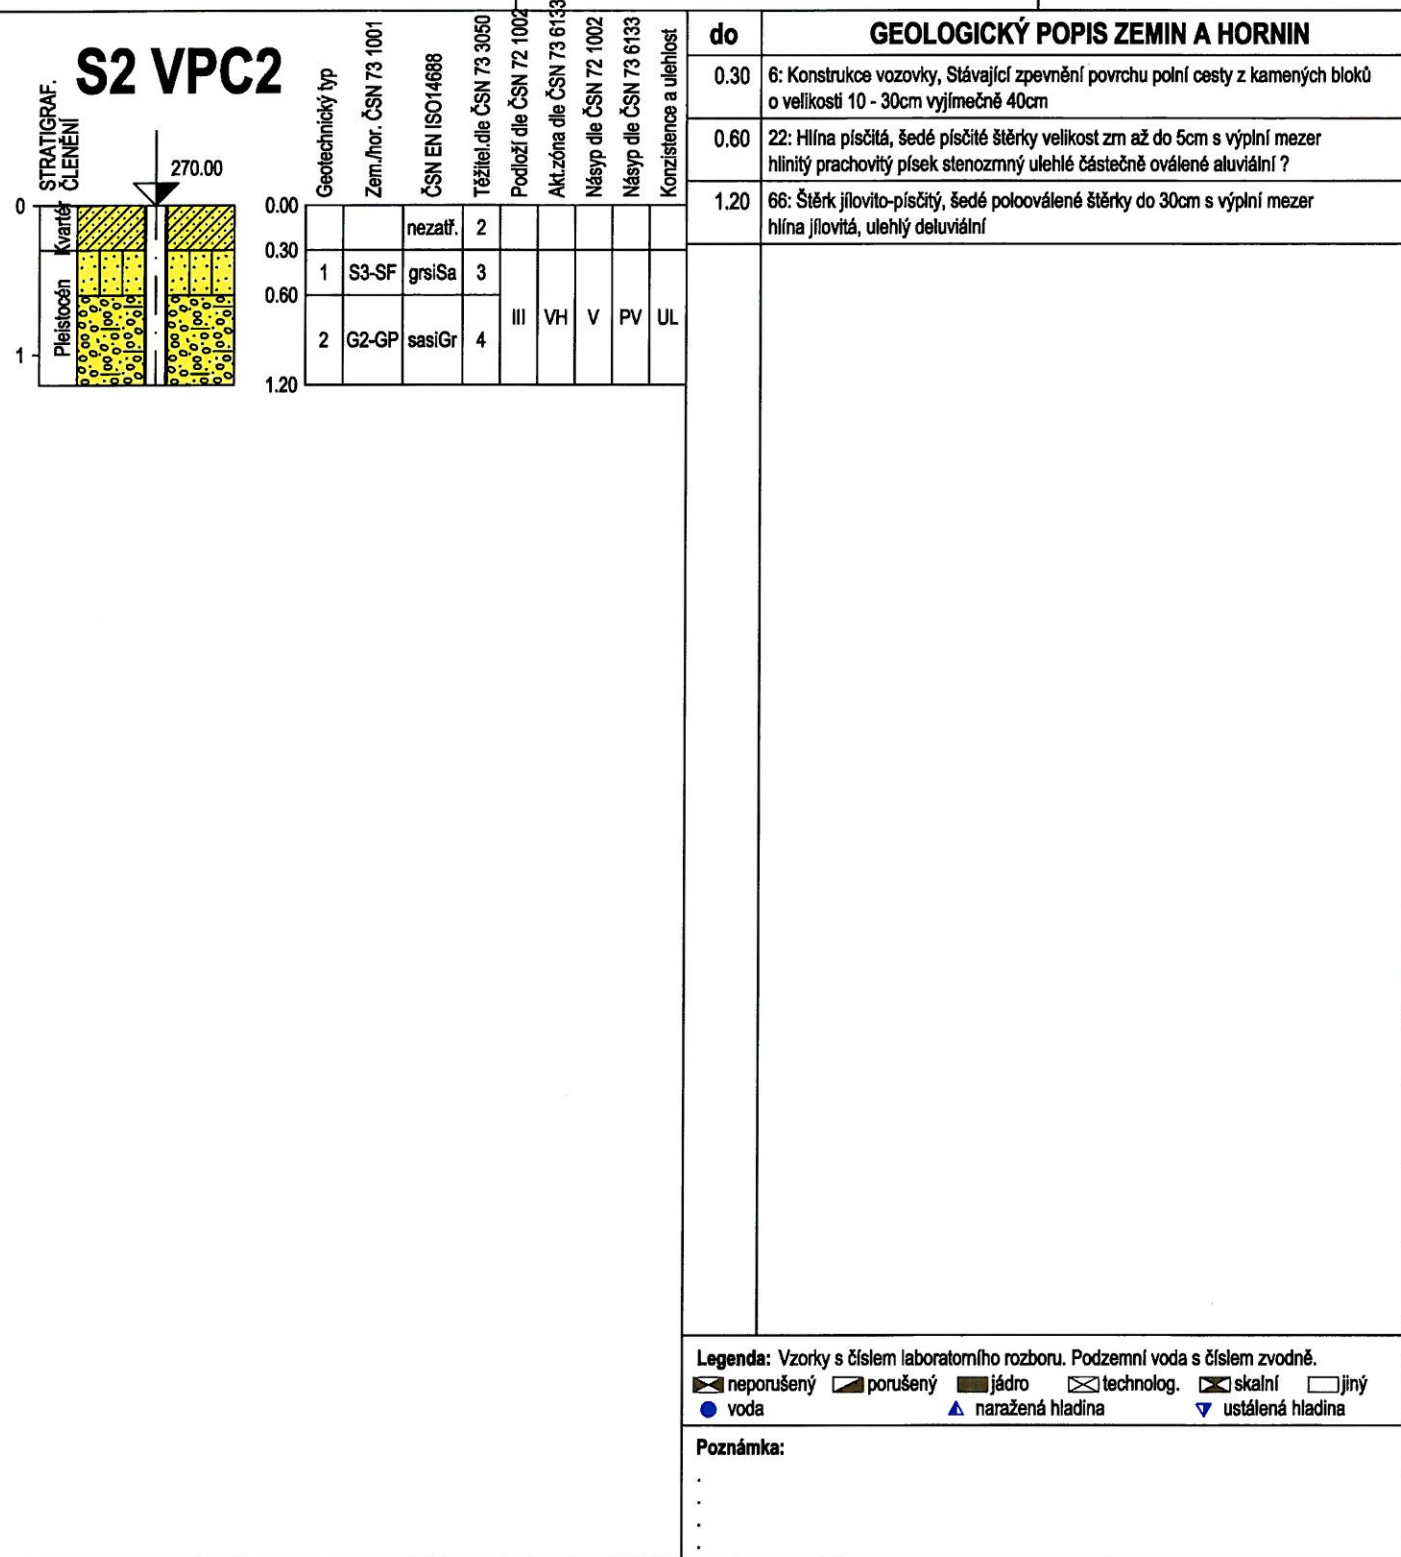 S2 VPC2
STRATIGRAF.
ČLENĚNÍ
270.00
Geotechnický typ
Zem./hor. ČSN 73 1001
ČSN EN ISO14688
Těžitel.dle ČSN 73 3050
Podloží dle ČSN 72 1002
Akt.zóna dle ČSN 73 6133
Násyp dle ČSN 72 1002
Násyp dle ČSN 73 6133
Konzistence a ulehlost
0
1
Kvartér
Pleistocén
0.00
0.30
0.60
1.20
nezatř. 2
1 S3-SF grsiSa 3
2 G2-GP sasiGr 4
III VH V PV UL
do GEOLOGICKÝ POPIS ZEMIN A HORNIN
0.30 6: Konstrukce vozovky, Stávající zpevnění povrchu polní cesty z kamených bloků
o velikosti 10 - 30cm vyjímečně 40cm
0.60 22: Hlína písčitá, šedé písčité štěrky velikost zrn až do 5cm s výplní mezer
hlinitý prachovitý písek stenozrnný ulehlé částečně oválené aluviální ?
1.20 66: Štěrk jílovito-písčitý, šedé polooválené štěrky do 30cm s výplní mezer
hlína jílovitá, ulehlý deluviální
Legenda: Vzorky s číslem laboratorního rozboru. Podzemní voda s číslem zvodně.
neporušený porušený jádro technolog. skalní jiný
voda naražená hladina ustálená hladina
Poznámka:
.
.
.
.